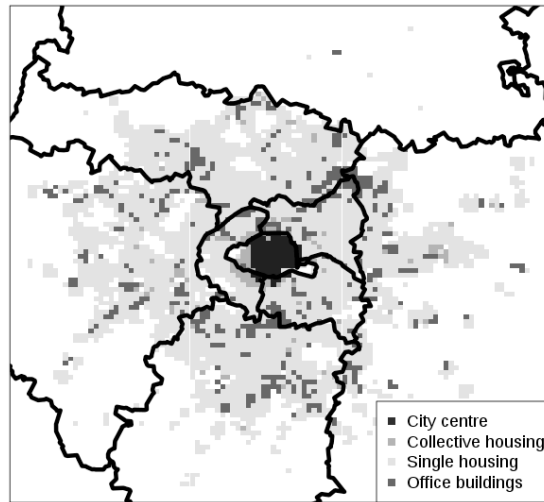 City centre
Collective housing
Single housing
Office buildings